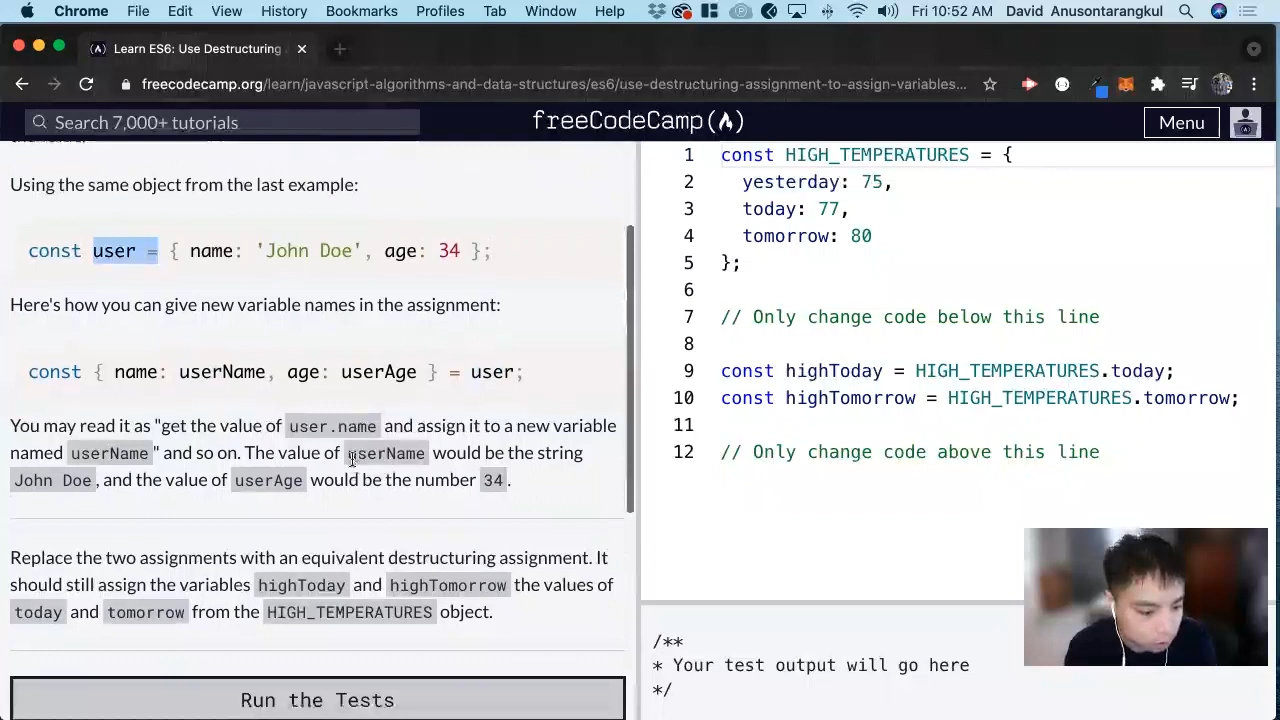 Chrome File Edit View History Bookmarks Profiles Tab Window Help Fri 10:52 AM David Anusontarangkul
Learn ES6: Use Destructuring
freecodecamp.org/learn/javascript-algorithms-and-data-structures/es6/use-destructuring-assignment-to-assign-variables...
Search 7,000+ tutorials
freeCodeCamp
Menu
Using the same object from the last example:
const user = { name: 'John Doe', age: 34 };
Here's how you can give new variable names in the assignment:
const { name: userName, age: userAge } = user;
You may read it as "get the value of user.name and assign it to a new variable
named userName" and so on. The value of userName would be the string
John Doe, and the value of userAge would be the number 34.
Replace the two assignments with an equivalent destructuring assignment. It
should still assign the variables highToday and highTomorrow the values of
today and tomorrow from the HIGH_TEMPERATURES object.
Run the Tests
1 const HIGH_TEMPERATURES = {
2 yesterday: 75,
3 today: 77,
4 tomorrow: 80
5 };
6
7 // Only change code below this line
8
9 const highToday = HIGH_TEMPERATURES.today;
10 const highTomorrow = HIGH_TEMPERATURES.tomorrow;
11
12 // Only change code above this line
/**
* Your test output will go here
*/